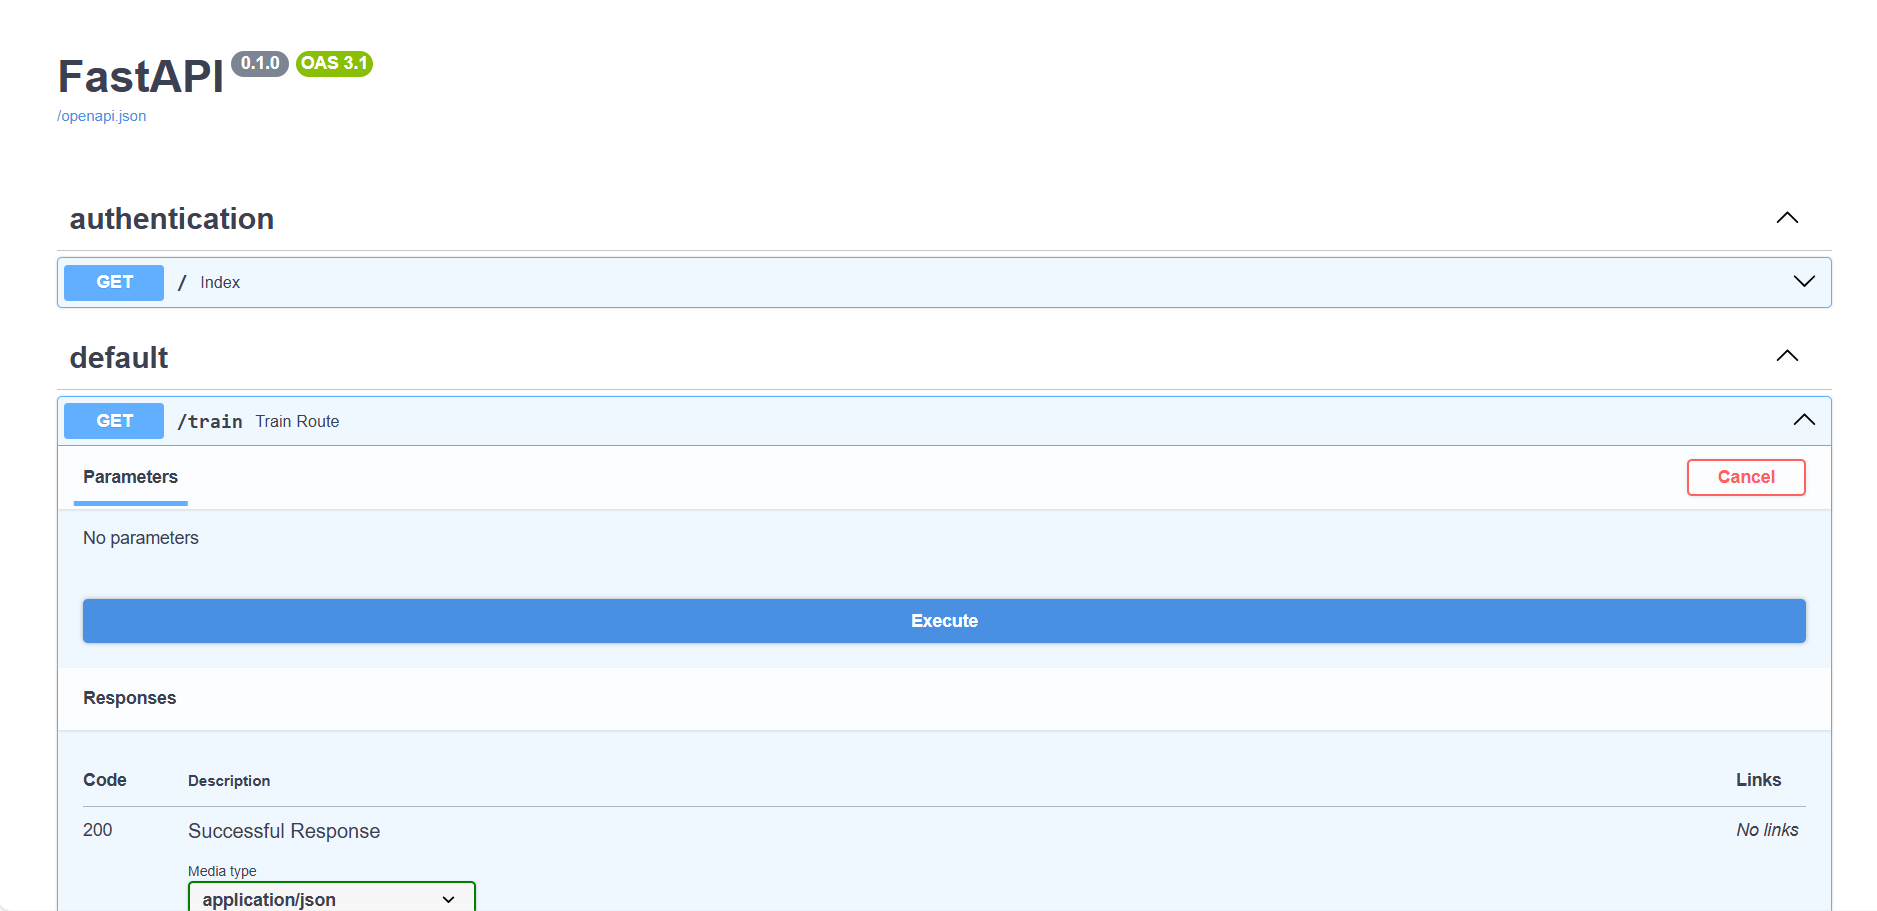 FastAPI 0.1.0 OAS 3.1
/openapi.json
authentication
GET / Index
default
GET /train Train Route
Parameters Cancel
No parameters
Execute
Responses
Code Description Links
200 Successful Response No links
Media type
application/json